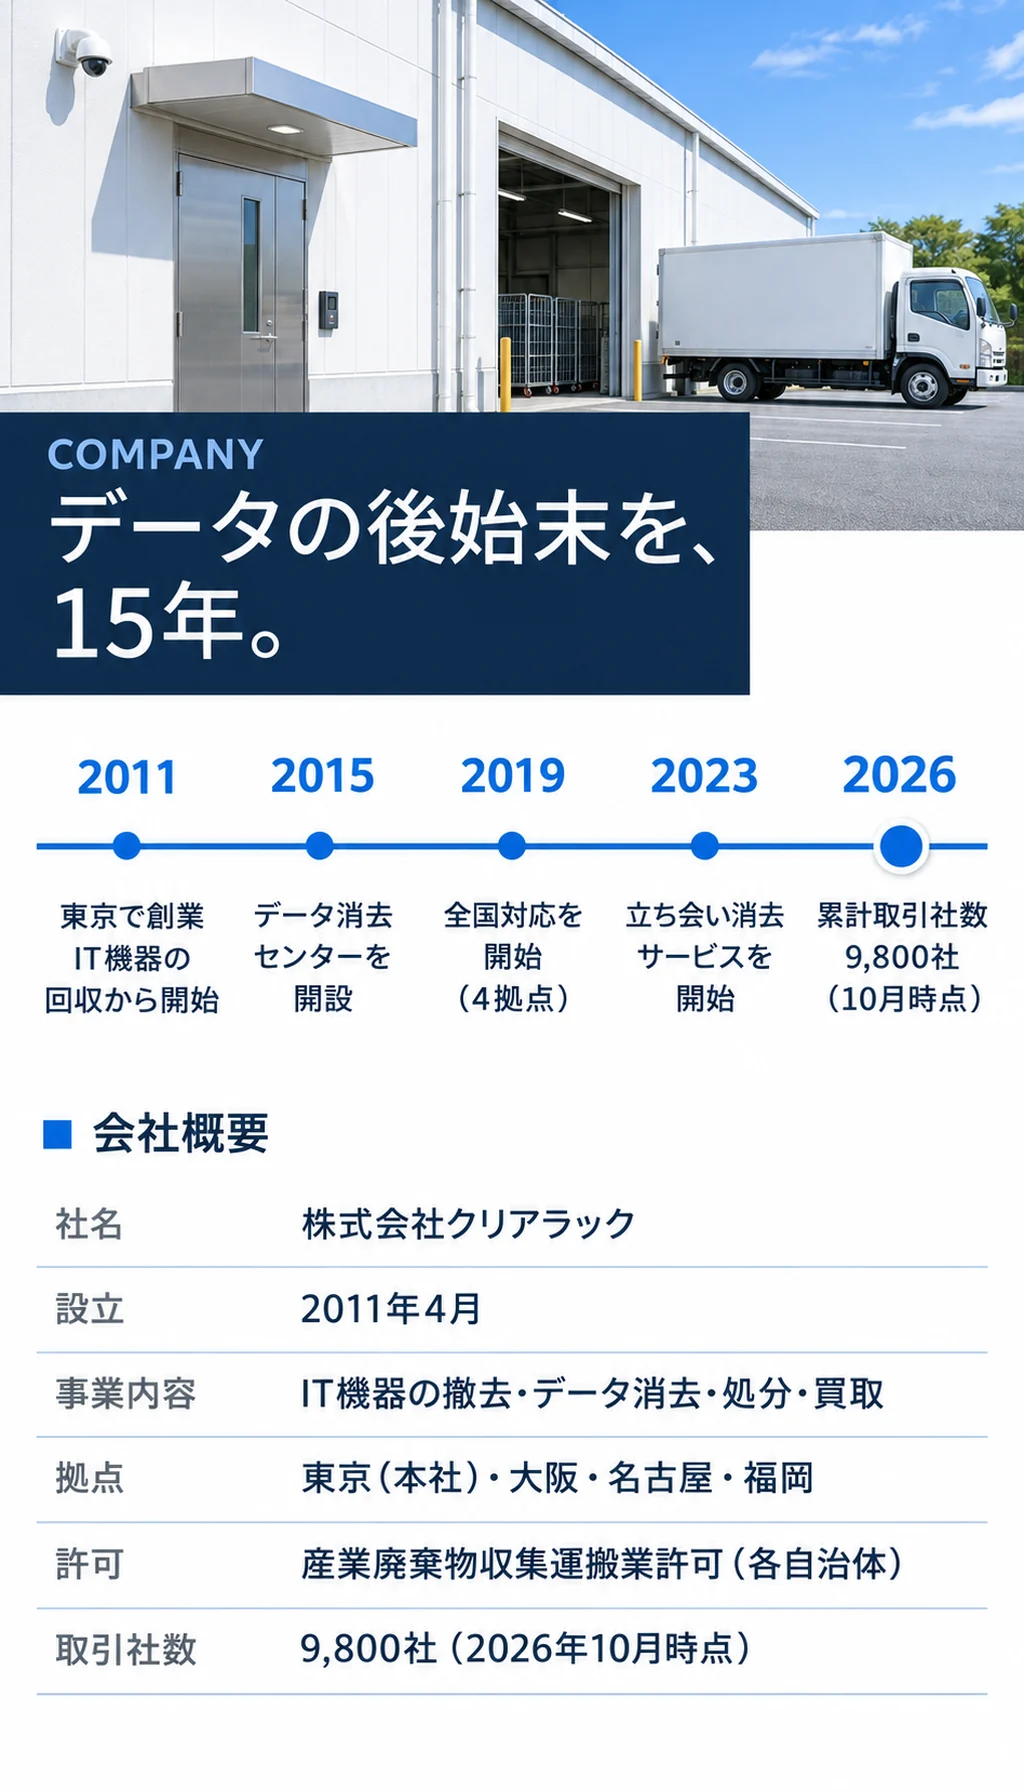 COMPANY
データの後始末を、
15年。
2011
2015
2019
2023
2026
東京で創業
IT機器の
回収から開始
データ消去
センターを
開設
全国対応を
開始
（4拠点）
立ち会い消去
サービスを
開始
累計取引社数
9,800社
（10月時点）
■ 会社概要
社名 株式会社クリアラック
設立 2011年4月
事業内容 IT機器の撤去・データ消去・処分・買取
拠点 東京（本社）・大阪・名古屋・福岡
許可 産業廃棄物収集運搬業許可（各自治体）
取引社数 9,800社（2026年10月時点）